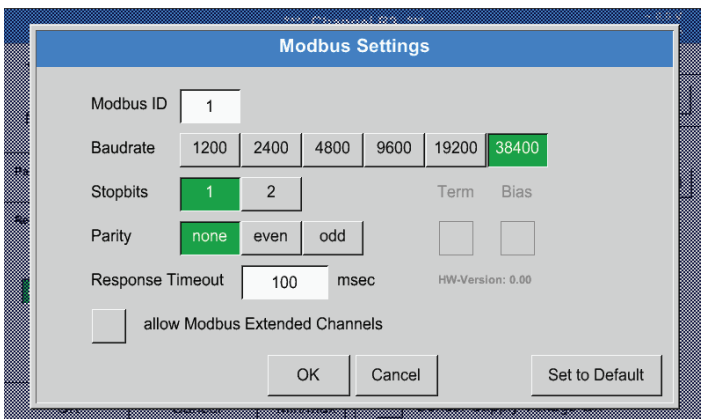 *** Channel B2 ***
Modbus Settings
Modbus ID 1
Baudrate 1200 2400 4800 9600 19200 38400
Stopbits 1 2 Term Bias
Parity none even odd
Response Timeout 100 msec HW-Version: 0.00
allow Modbus Extended Channels
OK Cancel Set to Default